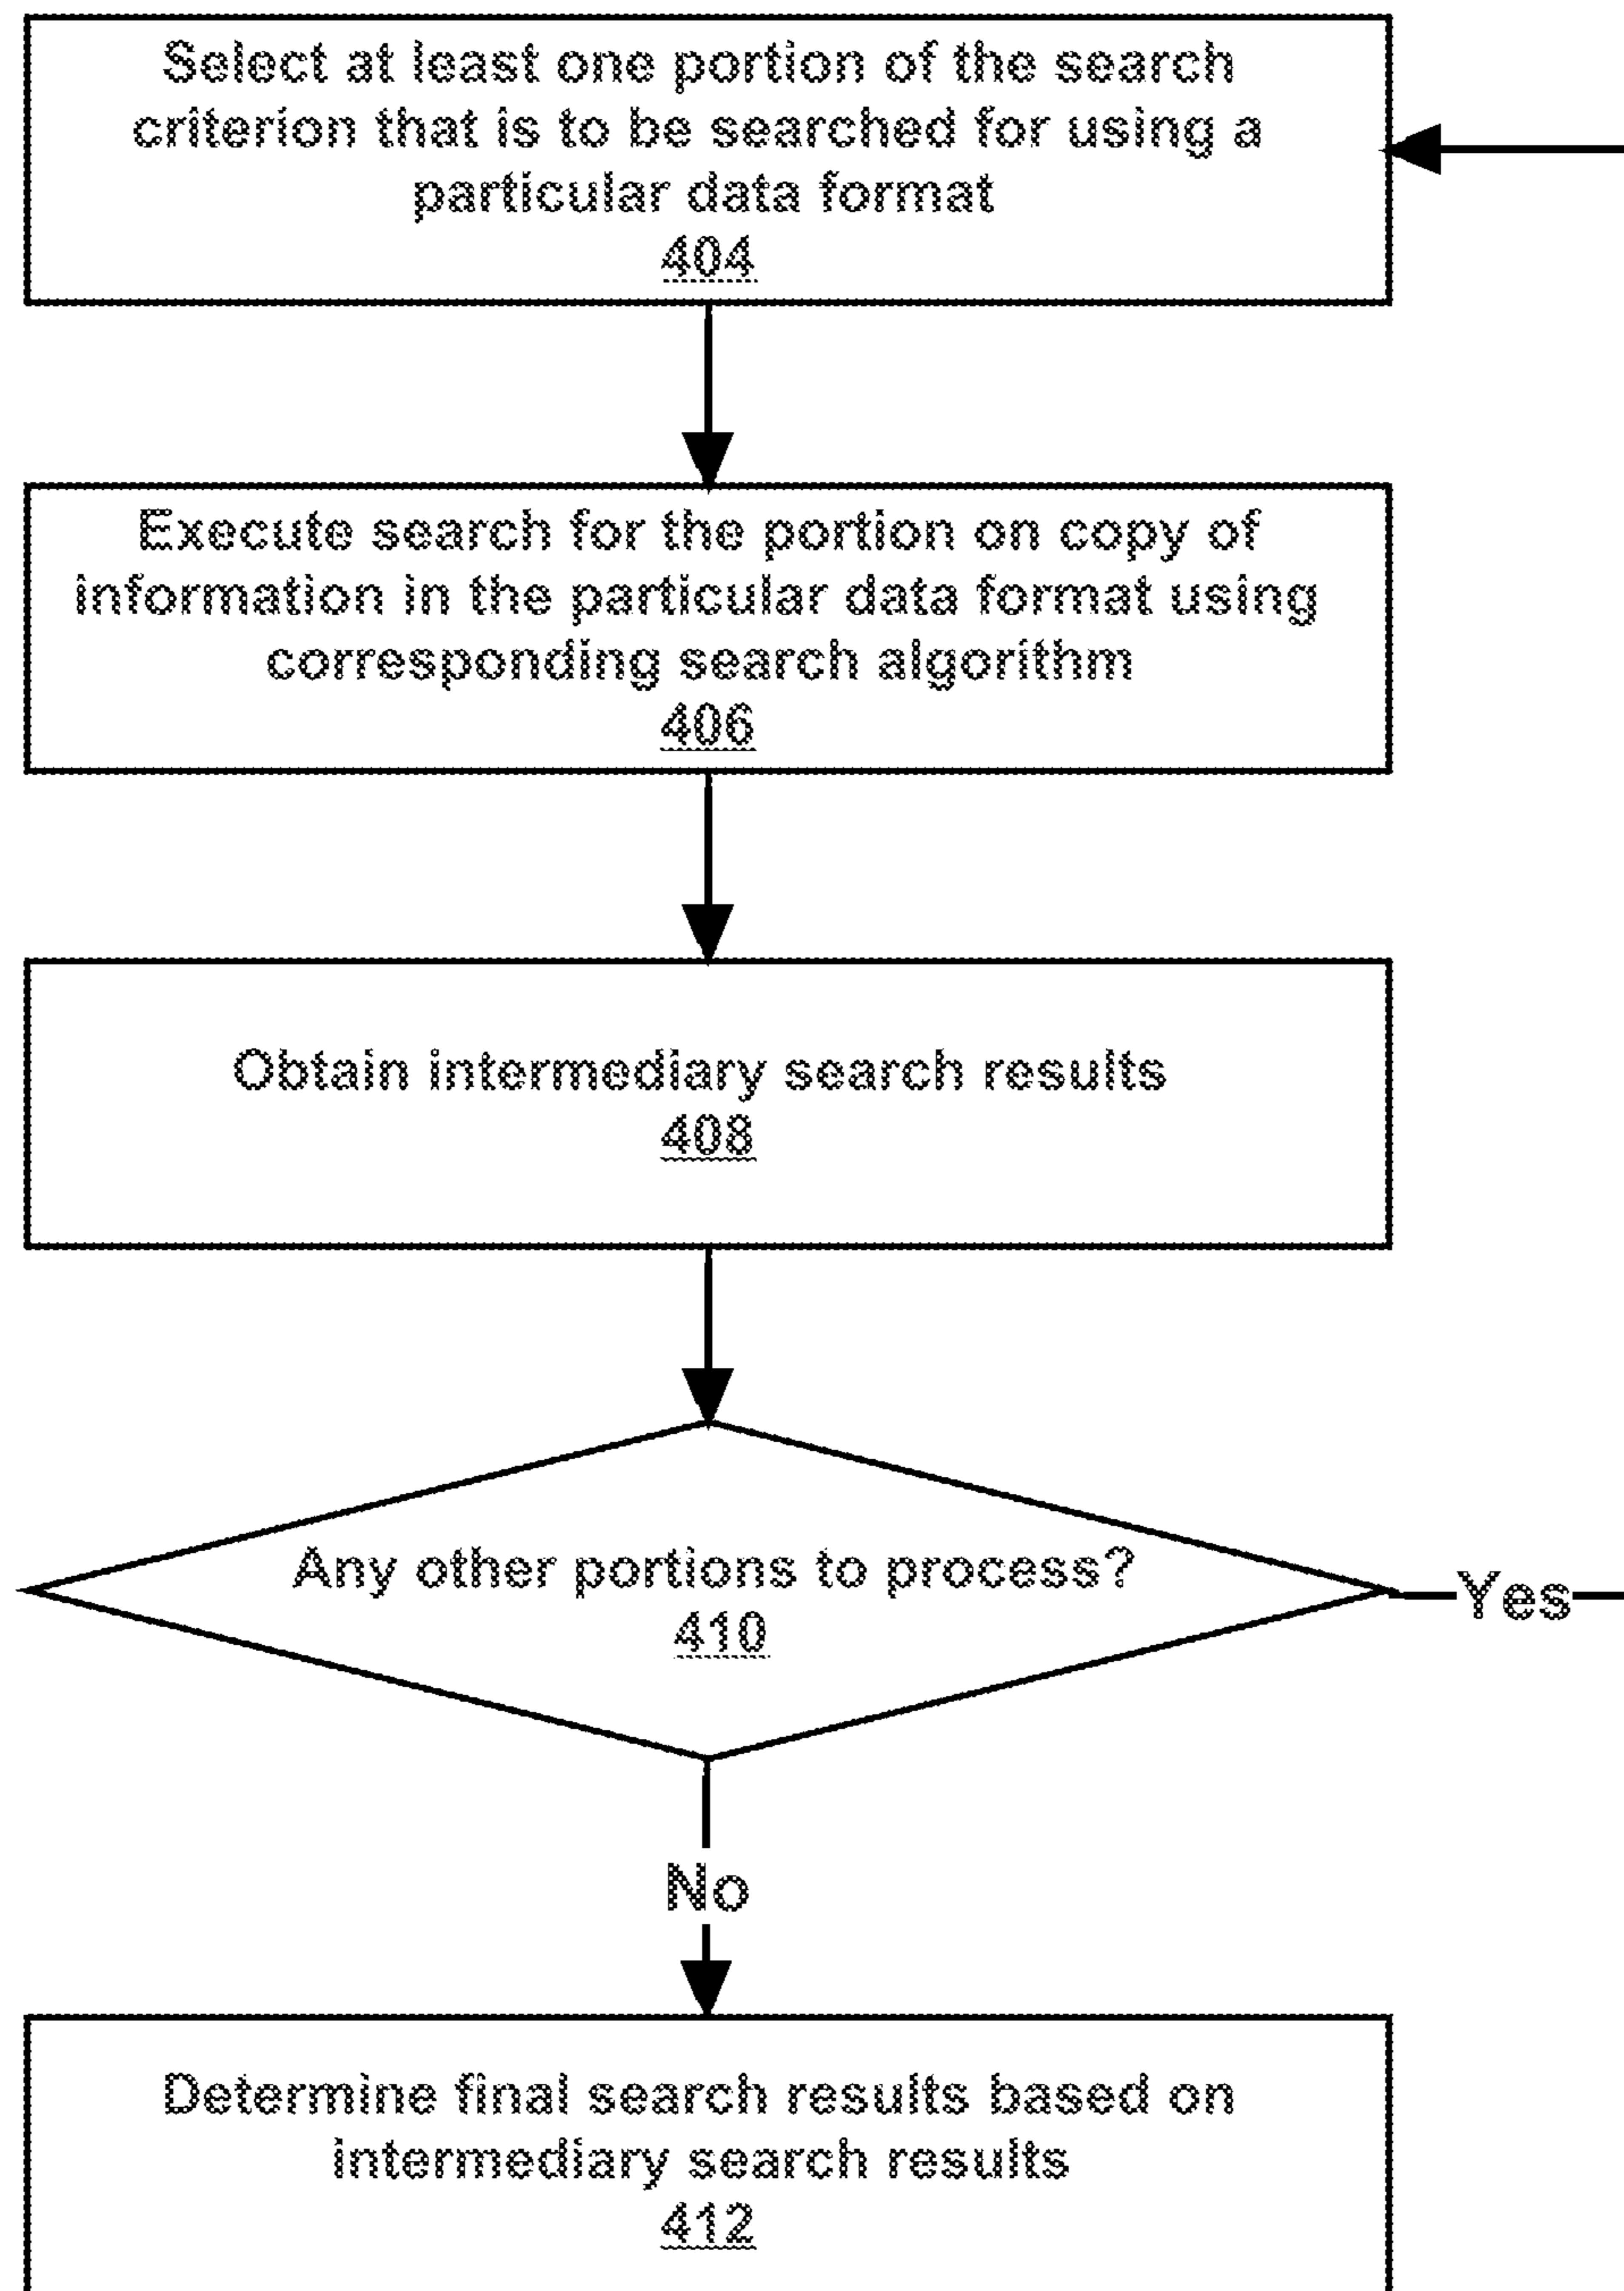 Select at least one portion of the search
criterion that is to be searched for using a
particular data format
404
Execute search for the portion on copy of
information in the particular data format using
corresponding search algorithm
406
Obtain intermediary search results
408
Any other portions to process?
410
Yes
No
Determine final search results based on
intermediary search results
412